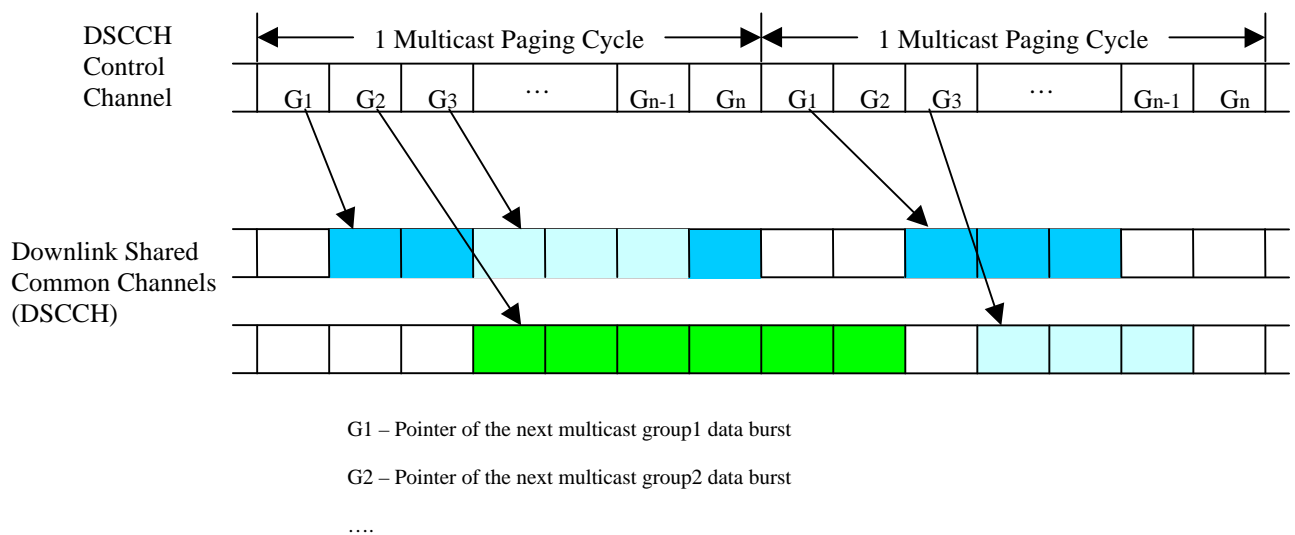 DSCCH
Control
Channel
1 Multicast Paging Cycle
1 Multicast Paging Cycle
G1 G2 G3 … Gn-1 Gn G1 G2 G3 … Gn-1 Gn
Downlink Shared
Common Channels
(DSCCH)
G1 – Pointer of the next multicast group1 data burst
G2 – Pointer of the next multicast group2 data burst
….